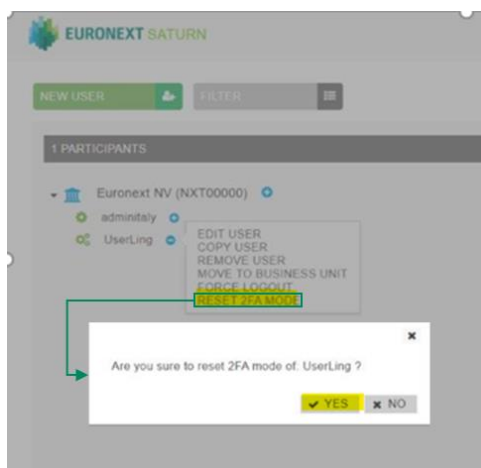 EURONEXT SATURN
NEW USER
FILTER
1 PARTICIPANTS
Euronext NV (NXT00000)
adminitaly
UserLing
EDIT USER
COPY USER
REMOVE USER
MOVE TO BUSINESS UNIT
FORCE LOGOUT
RESET 2FA MODE
Are you sure to reset 2FA mode of. UserLing ?
YES
NO